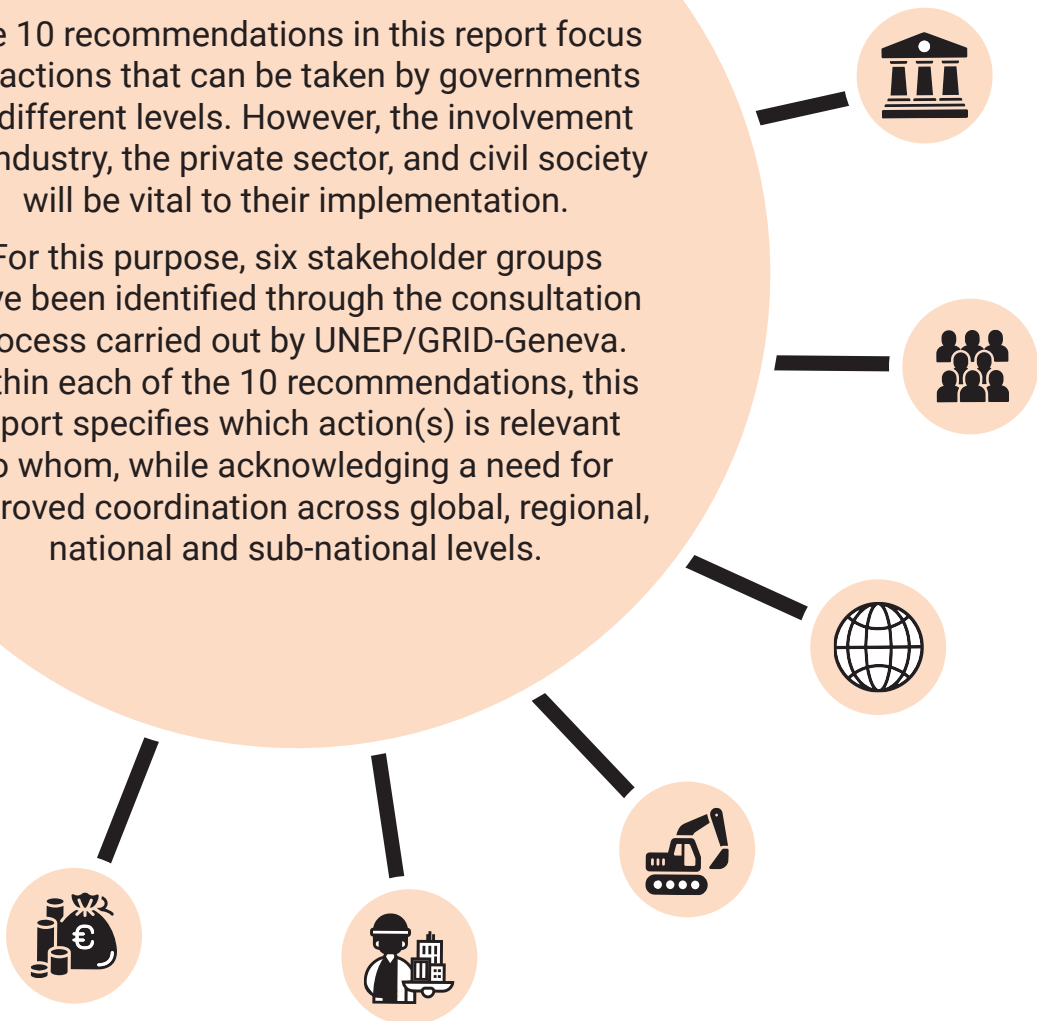 e 10 recommendations in this report focus
actions that can be taken by governments
different levels. However, the involvement
ndustry, the private sector, and civil society
will be vital to their implementation.
For this purpose, six stakeholder groups
ve been identified through the consultation
ocess carried out by UNEP/GRID-Geneva.
thin each of the 10 recommendations, this
port specifies which action(s) is relevant
o whom, while acknowledging a need for
roved coordination across global, regional,
national and sub-national levels.
€